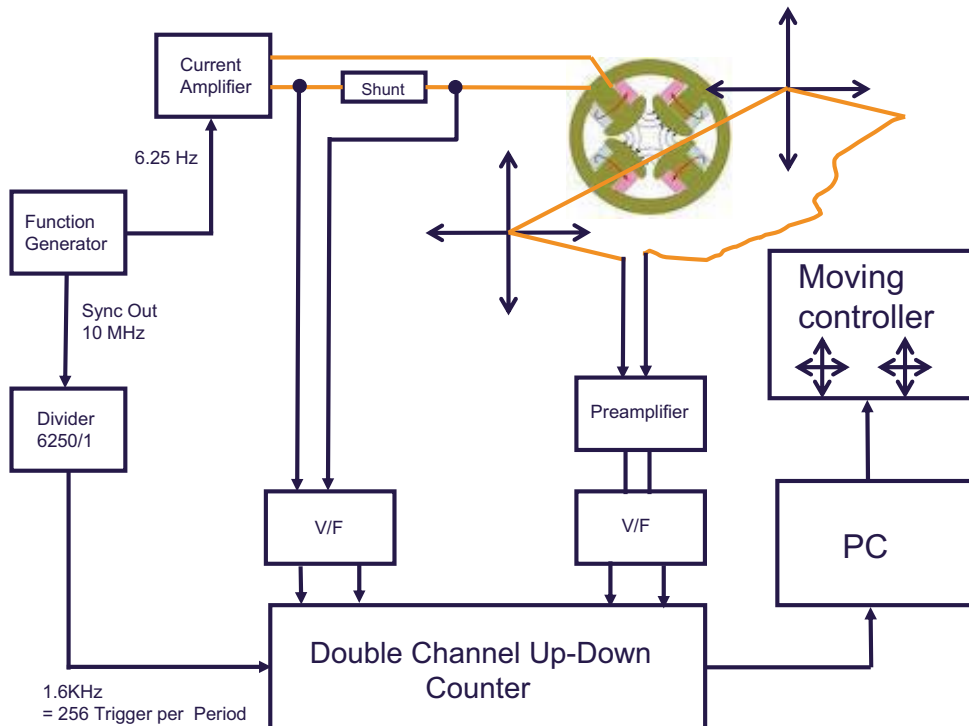 Current
Amplifier
Shunt
6.25 Hz
Function
Generator
Sync Out
10 MHz
Moving
controller
Divider
6250/1
Preamplifier
V/F
V/F
PC
Double Channel Up-Down
Counter
1.6KHz
= 256 Trigger per Period